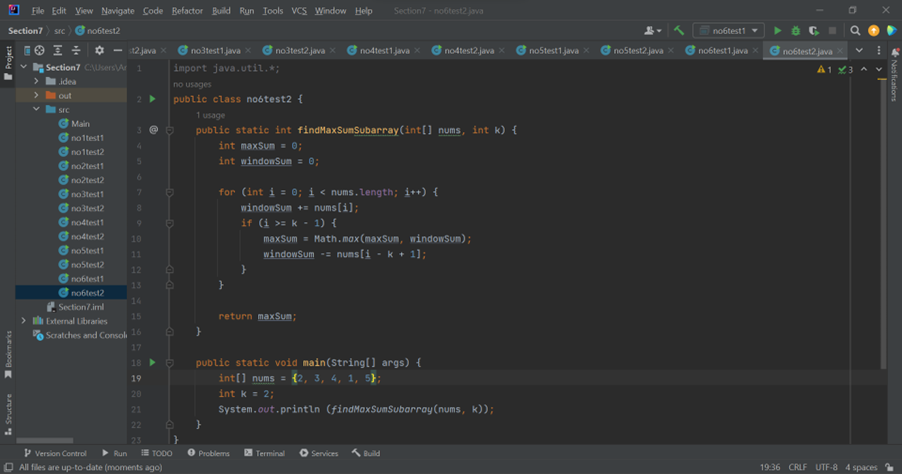 File Edit View Navigate Code Refactor Build Run Tools VCS Window Help Section7 - no6test2
Section7 src no6test2 no6test1
Project st2.java no3test1.java no3test2.java no4test1.java no4test2.java no5test1.java no5test2.java no6test1.java no6test2.java
Section7 C:\Users\
.idea
out
src
Main
no1test1
no1test2
no2test1
no2test2
no3test1
no3test2
no4test1
no4test2
no5test1
no5test2
no6test1
no6test2
Section7.iml
External Libraries
Scratches and Consol
Bookmarks
Structure
Notifications
1 3
1 import java.util.*;
no usages
2 public class no6test2 {
1 usage
3 @ public static int findMaxSumSubarray(int[] nums, int k) {
4 int maxSum = 0;
5 int windowSum = 0;
6
7 for (int i = 0; i < nums.length; i++) {
8 windowSum += nums[i];
9 if (i >= k - 1) {
10 maxSum = Math.max(maxSum, windowSum);
11 windowSum -= nums[i - k + 1];
12 }
13 }
14
15 return maxSum;
16 }
18 public static void main(String[] args) {
19 int[] nums = {2, 3, 4, 1, 5};
20 int k = 2;
21 System.out.println (findMaxSumSubarray(nums, k));
22 }
23 }
Version Control Run TODO Problems Terminal Services Build
All files are up-to-date (moments ago) 19:36 CRLF UTF-8 4 spaces